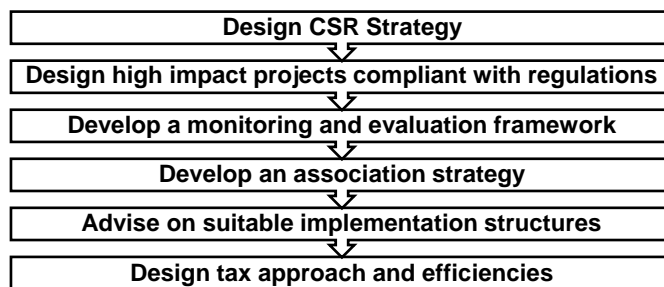 Design CSR Strategy
Design high impact projects compliant with regulations
Develop a monitoring and evaluation framework
Develop an association strategy
Advise on suitable implementation structures
Design tax approach and efficiencies